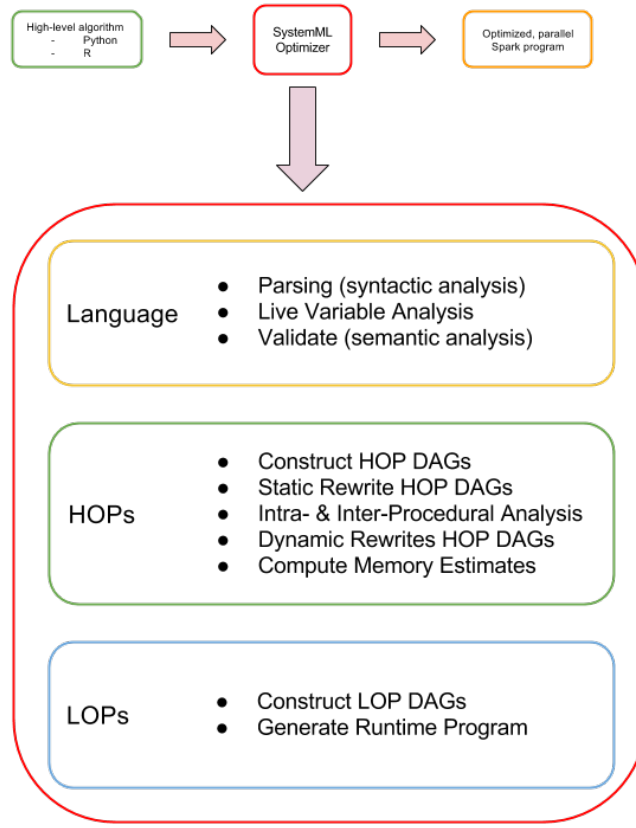 High-level algorithm
- Python
- R
SystemML
Optimizer
Optimized, parallel
Spark program
Language
● Parsing (syntactic analysis)
● Live Variable Analysis
● Validate (semantic analysis)
HOPs
● Construct HOP DAGs
● Static Rewrite HOP DAGs
● Intra- & Inter-Procedural Analysis
● Dynamic Rewrites HOP DAGs
● Compute Memory Estimates
LOPs
● Construct LOP DAGs
● Generate Runtime Program